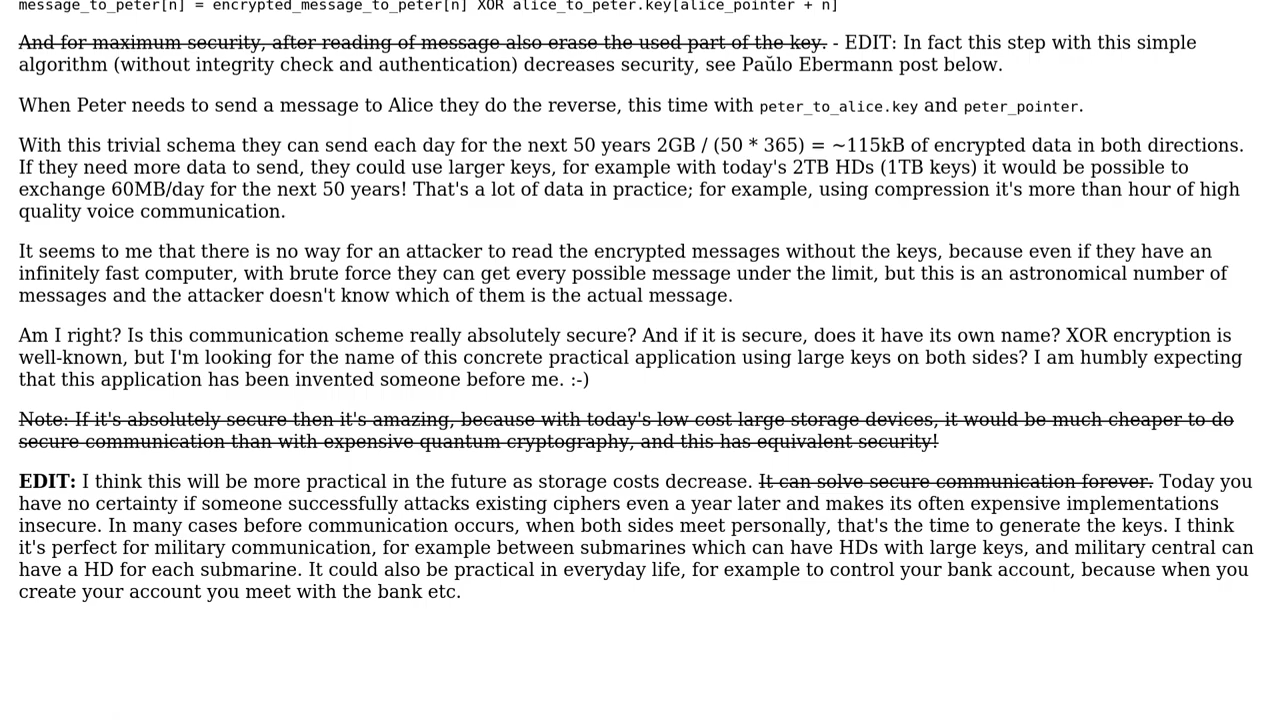 message_to_peter[n] = encrypted_message_to_peter[n] XOR alice_to_peter.key[alice_pointer + n]
And for maximum security, after reading of message also erase the used part of the key. - EDIT: In fact this step with this simple
algorithm (without integrity check and authentication) decreases security, see Paŭlo Ebermann post below.
When Peter needs to send a message to Alice they do the reverse, this time with peter_to_alice.key and peter_pointer.
With this trivial schema they can send each day for the next 50 years 2GB / (50 * 365) = ~115kB of encrypted data in both directions.
If they need more data to send, they could use larger keys, for example with today's 2TB HDs (1TB keys) it would be possible to
exchange 60MB/day for the next 50 years! That's a lot of data in practice; for example, using compression it's more than hour of high
quality voice communication.
It seems to me that there is no way for an attacker to read the encrypted messages without the keys, because even if they have an
infinitely fast computer, with brute force they can get every possible message under the limit, but this is an astronomical number of
messages and the attacker doesn't know which of them is the actual message.
Am I right? Is this communication scheme really absolutely secure? And if it is secure, does it have its own name? XOR encryption is
well-known, but I'm looking for the name of this concrete practical application using large keys on both sides? I am humbly expecting
that this application has been invented someone before me. :-)
Note: If it's absolutely secure then it's amazing, because with today's low cost large storage devices, it would be much cheaper to do
secure communication than with expensive quantum cryptography, and this has equivalent security!
EDIT: I think this will be more practical in the future as storage costs decrease. It can solve secure communication forever. Today you
have no certainty if someone successfully attacks existing ciphers even a year later and makes its often expensive implementations
insecure. In many cases before communication occurs, when both sides meet personally, that's the time to generate the keys. I think
it's perfect for military communication, for example between submarines which can have HDs with large keys, and military central can
have a HD for each submarine. It could also be practical in everyday life, for example to control your bank account, because when you
create your account you meet with the bank etc.